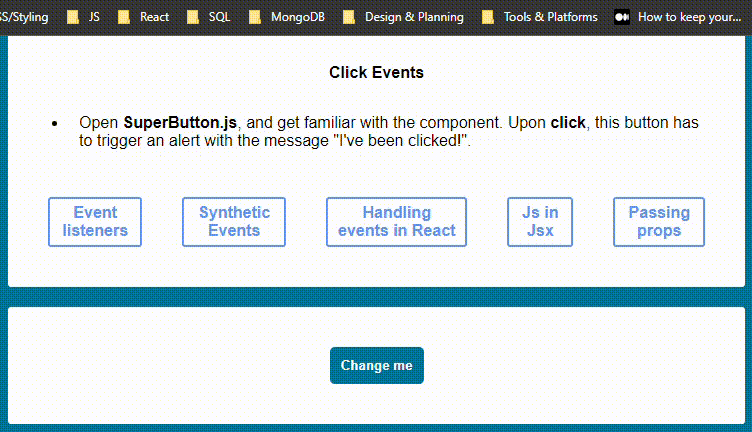 SS/Styling JS React SQL MongoDB Design & Planning Tools & Platforms How to keep your...
Click Events
Open SuperButton.js, and get familiar with the component. Upon click, this button has
to trigger an alert with the message "I've been clicked!".
Event
listeners
Synthetic
Events
Handling
events in React
Js in
Jsx
Passing
props
Change me